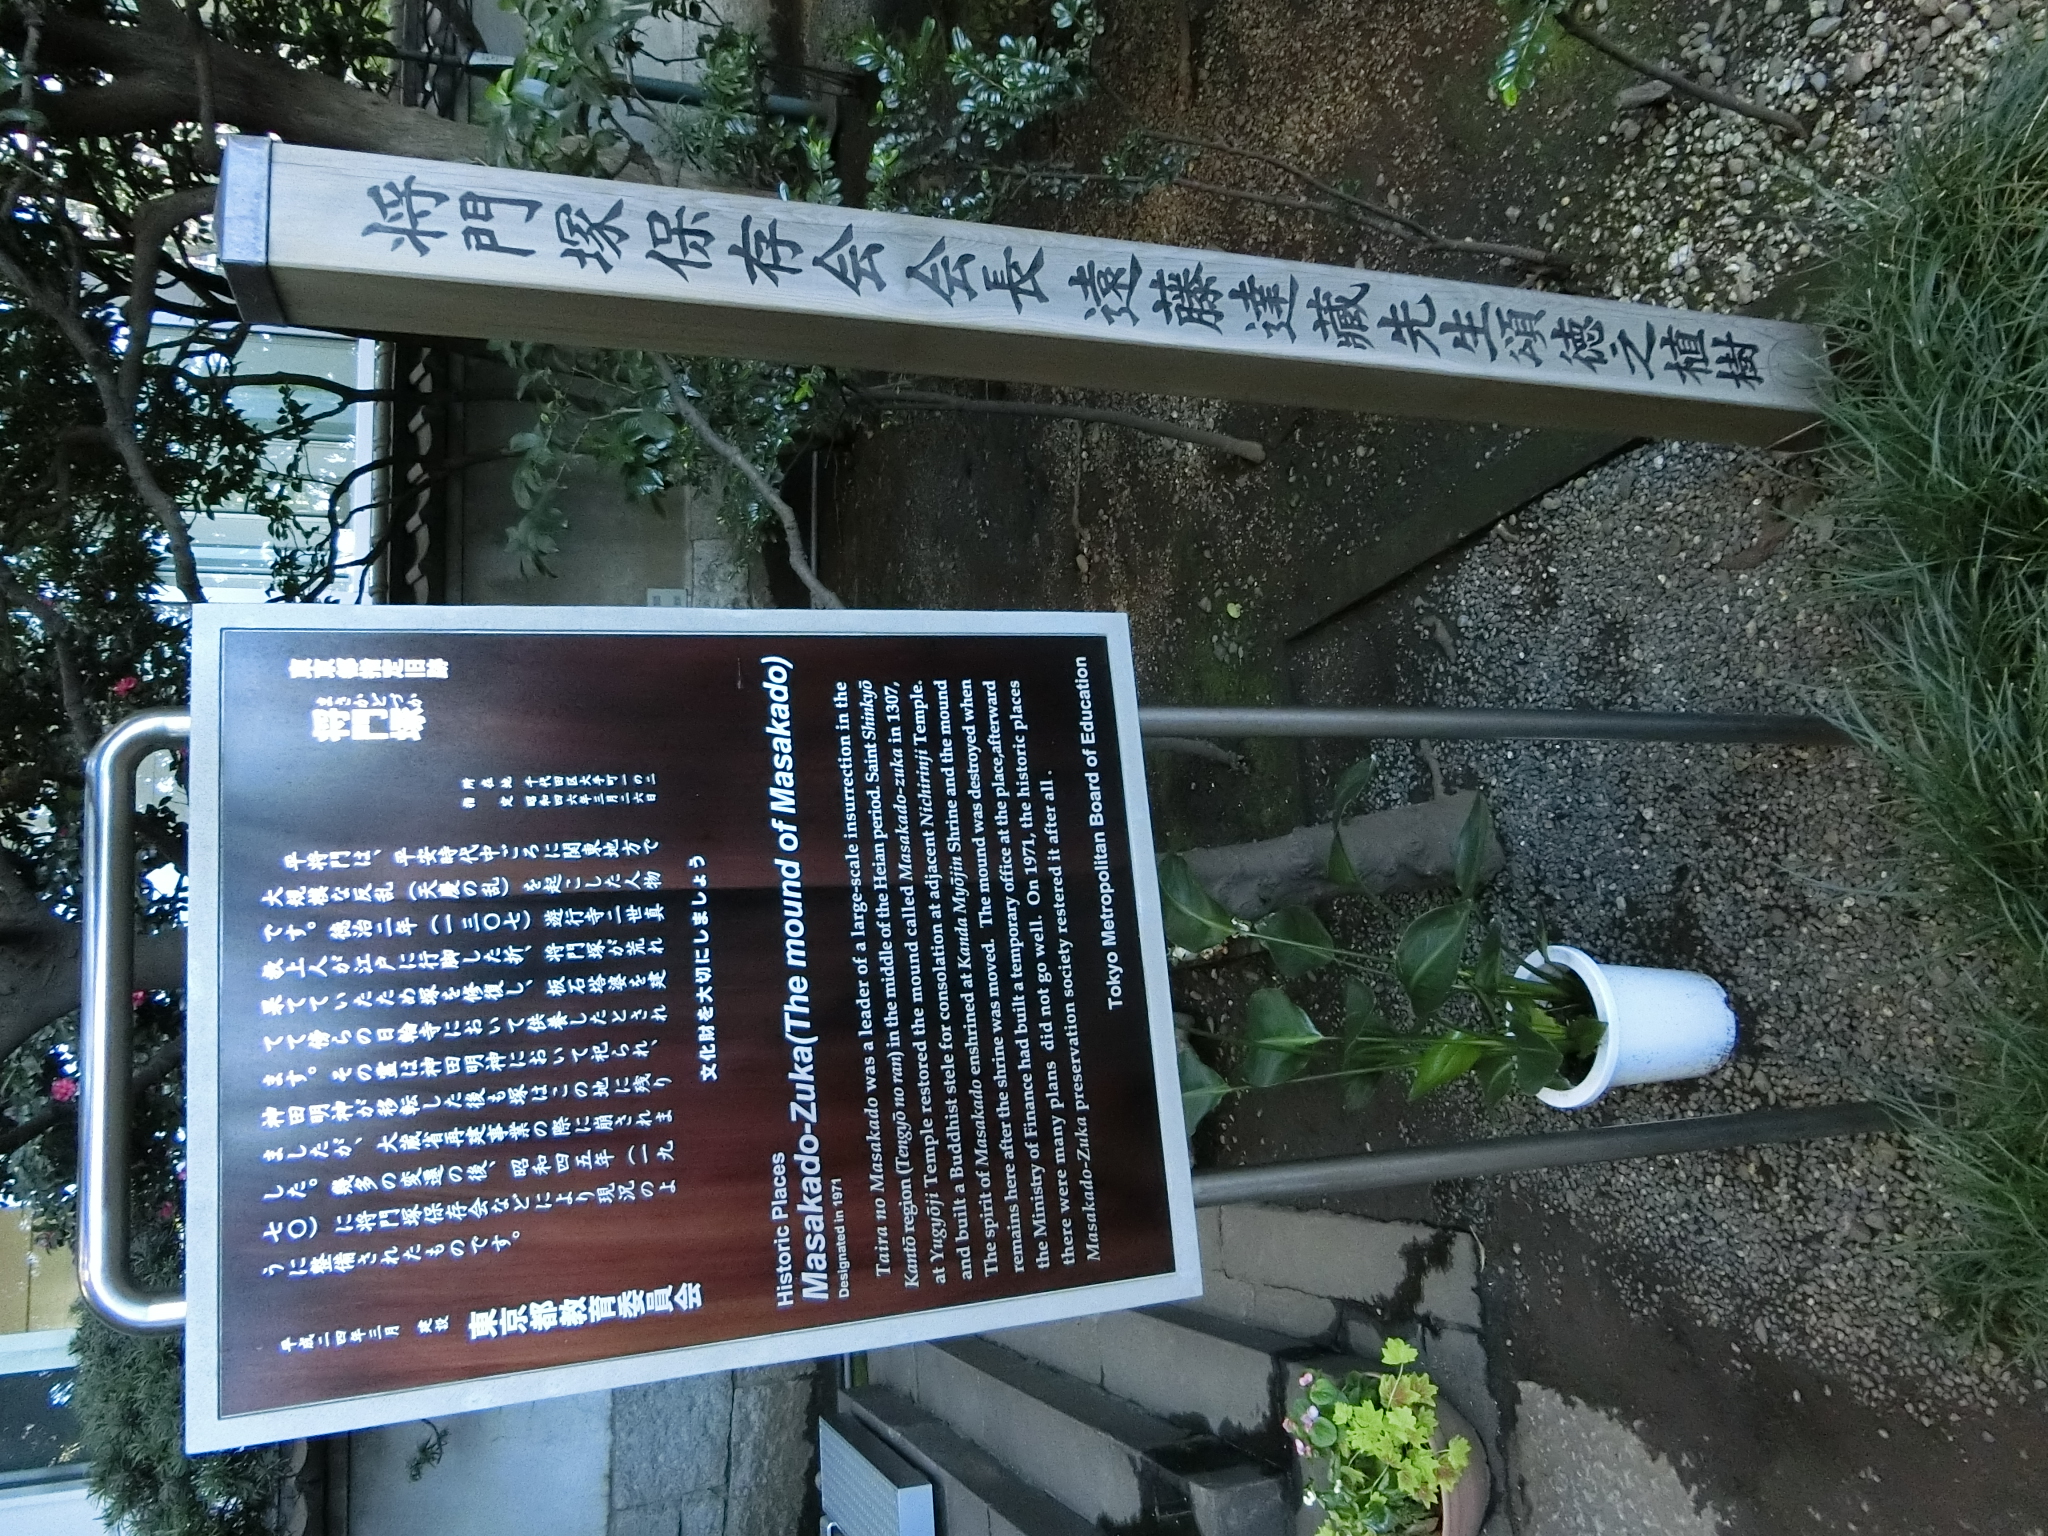 東京都指定旧跡
まさかどづか
将門塚
所在地 千代田区大手町一の二
指定 昭和四六年三月二六日
平将門は、平安時代中ごろに関東地方で
大規模な反乱（天慶の乱）を起こした人物
です。徳治二年（一三〇七）遊行寺二世真
教上人が江戸に行脚した折、将門塚が荒れ
果てていたため塚を修復し、板石塔婆を建
てて傍らの日輪寺において供養したとされ
ます。その霊は神田明神において祀られ、
神田明神が移転した後も塚はこの地に残り
ましたが、大蔵省再建事業の際に崩されま
した。幾多の変遷の後、昭和四五年（一九
七〇）に将門塚保存会などにより現況のよ
うに整備されたものです。
平成二四年三月 建設
東京都教育委員会
文化財を大切にしましょう
Historic Places
Masakado-Zuka(The mound of Masakado)
Designated in 1971
Taira no Masakado was a leader of a large-scale insurrection in the
Kantō region (Tengyō no ran) in the middle of the Heian period. Saint Shinkyō
at Yugyōji Temple restored the mound called Masakado-zuka in 1307,
and built a Buddhist stele for consolation at adjacent Nichirinji Temple.
The spirit of Masakado enshrined at Kanda Myōjin Shrine and the mound
remains here after the shrine was moved. The mound was destroyed when
the Ministry of Finance had built a temporary office at the place,afterward
there were many plans did not go well. On 1971, the historic places
Masakado-Zuka preservation society restored it after all .
Tokyo Metropolitan Board of Education
将門塚保存会会長 遠藤達藏先生頌徳之植樹